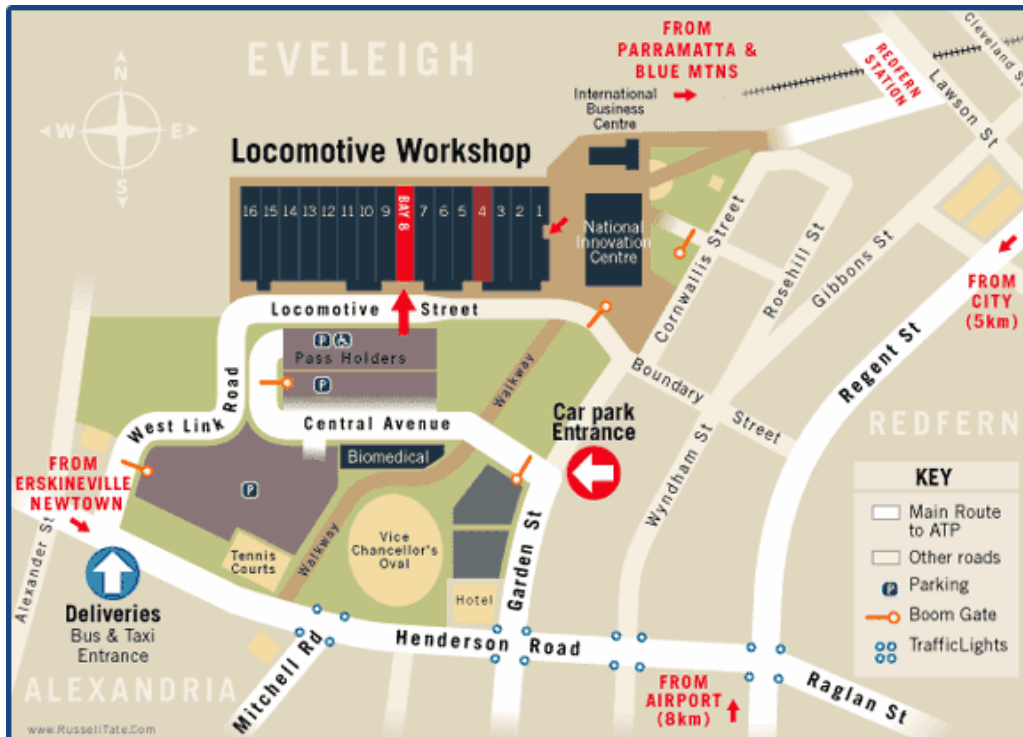 EVELEIGH
FROM
PARRAMATTA &
BLUE MTNS
REDFERN
STATION
Cleveland St
Lawson St
N
W
E
S
International
Business
Centre
Locomotive Workshop
16 15 14 13 12 11 10 9 BAY 8 7 6 5 4 3 2 1
National
Innovation
Centre
Cornwallis Street
Rosehill St
Gibbons St
FROM
CITY
(5km)
Locomotive Street
P
Pass Holders
P
Walkway
Boundary Street
Regent St
REDFERN
West Link Road
Central Avenue
Car park
Entrance
Biomedical
Wyndham St
FROM
ERSKINEVILLE
NEWTOWN
P
Alexander St
Tennis
Courts
Walkway
Vice
Chancellor's
Oval
Hotel
Garden St
Deliveries
Bus & Taxi
Entrance
Henderson Road
Mitchell Rd
ALEXANDRIA
FROM
AIRPORT
(8km)
Raglan St
KEY
Main Route
to ATP
Other roads
P Parking
Boom Gate
TrafficLights
www.RussellTate.Com